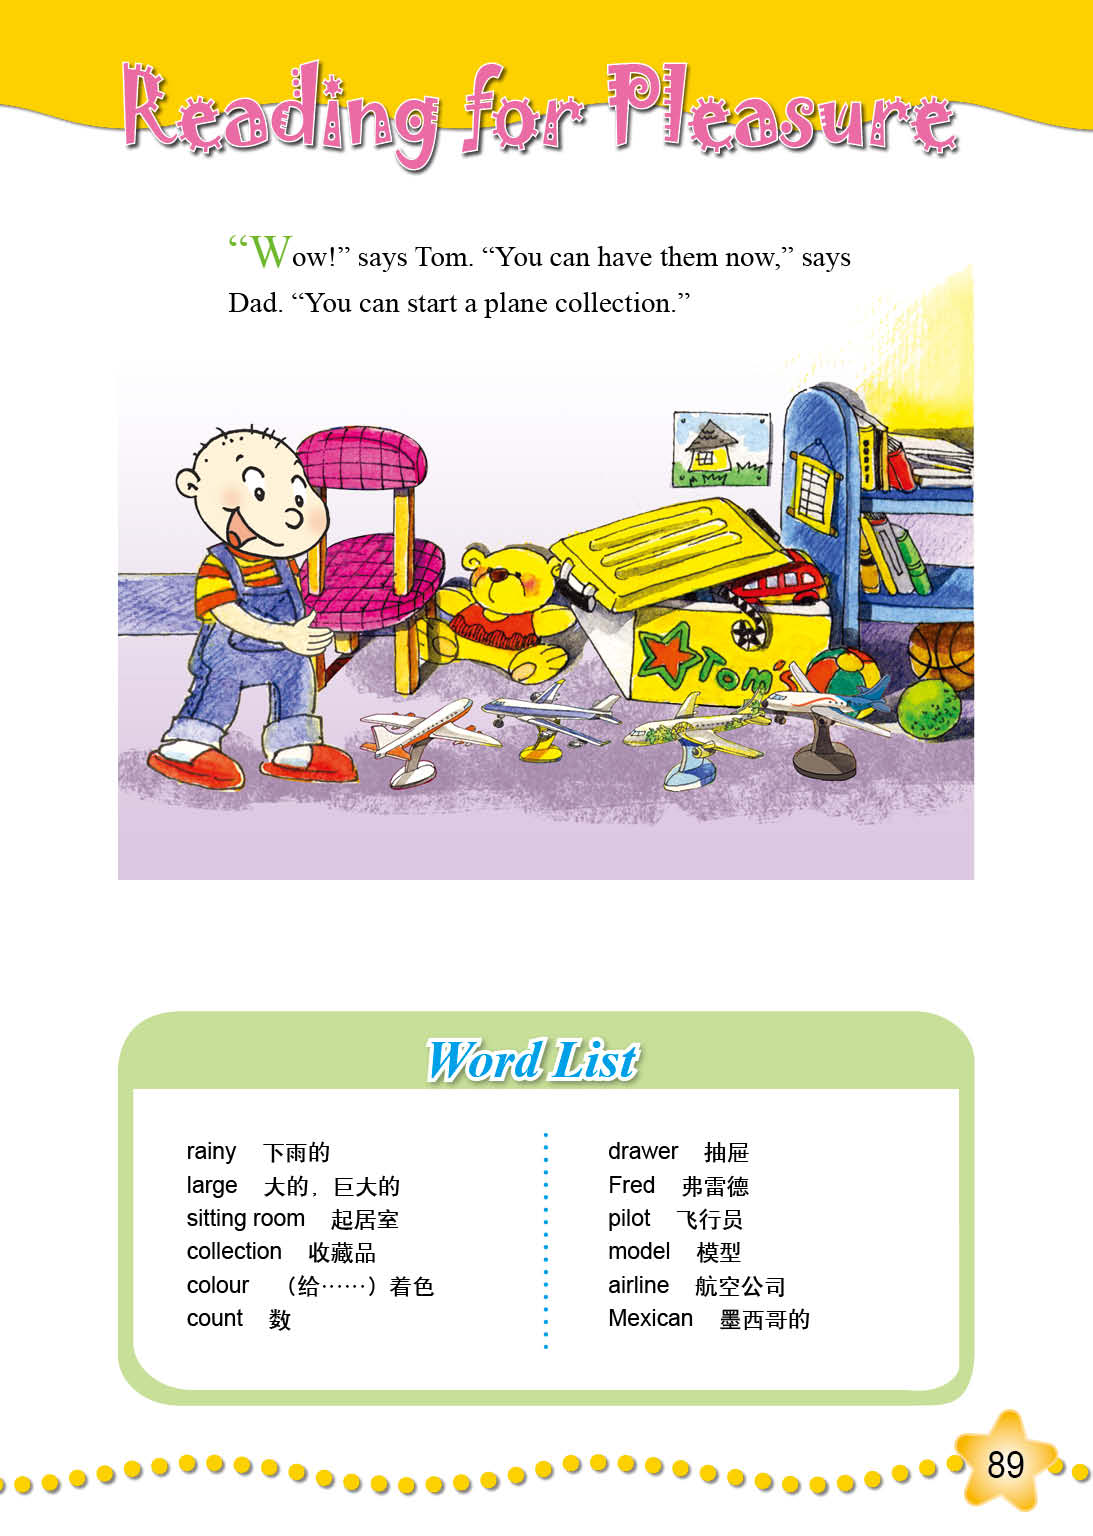 Reading for Pleasure
“Wow!” says Tom. “You can have them now,” says
Dad. “You can start a plane collection.”
Tom's
Word List
rainy 下雨的
large 大的，巨大的
sitting room 起居室
collection 收藏品
colour （给……）着色
count 数
drawer 抽屉
Fred 弗雷德
pilot 飞行员
model 模型
airline 航空公司
Mexican 墨西哥的
89